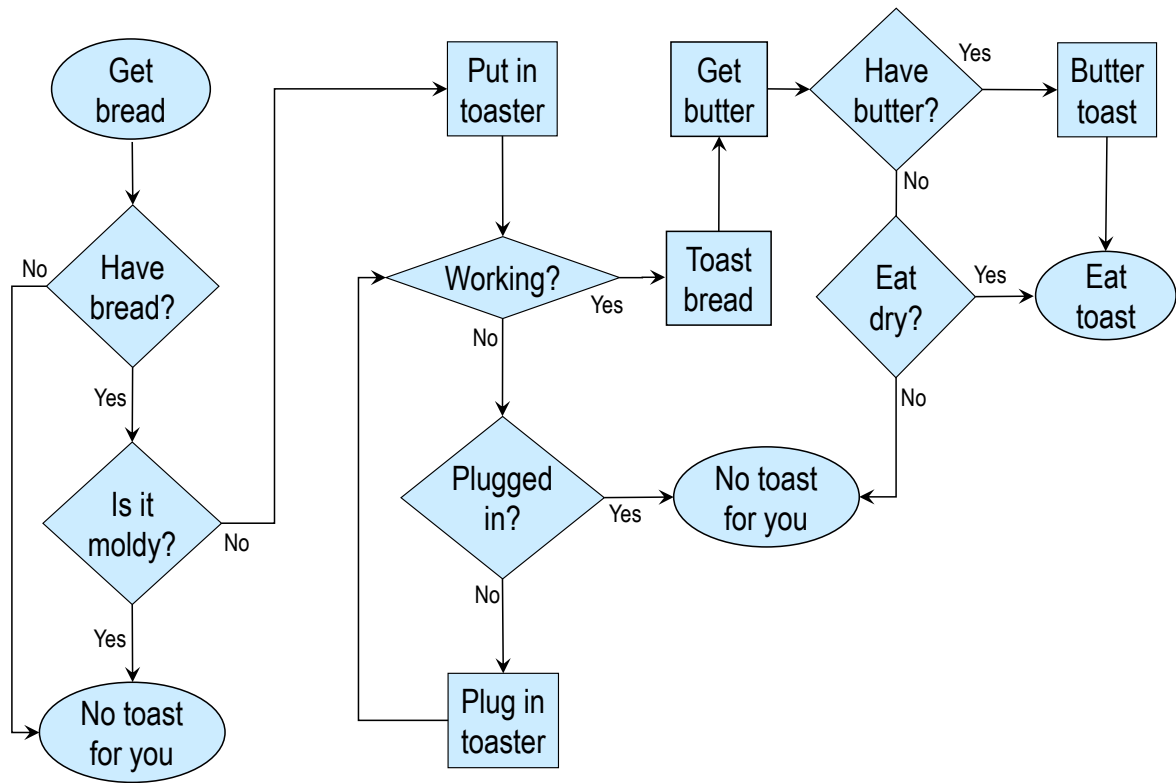 Get
bread
Have
bread?
No
Yes
Is it
moldy?
No
Yes
No toast
for you
Put in
toaster
Working?
Yes
No
Plugged
in?
Yes
No
Plug in
toaster
Toast
bread
Get
butter
Have
butter?
Yes
No
Butter
toast
Eat
dry?
Yes
No
Eat
toast
No toast
for you